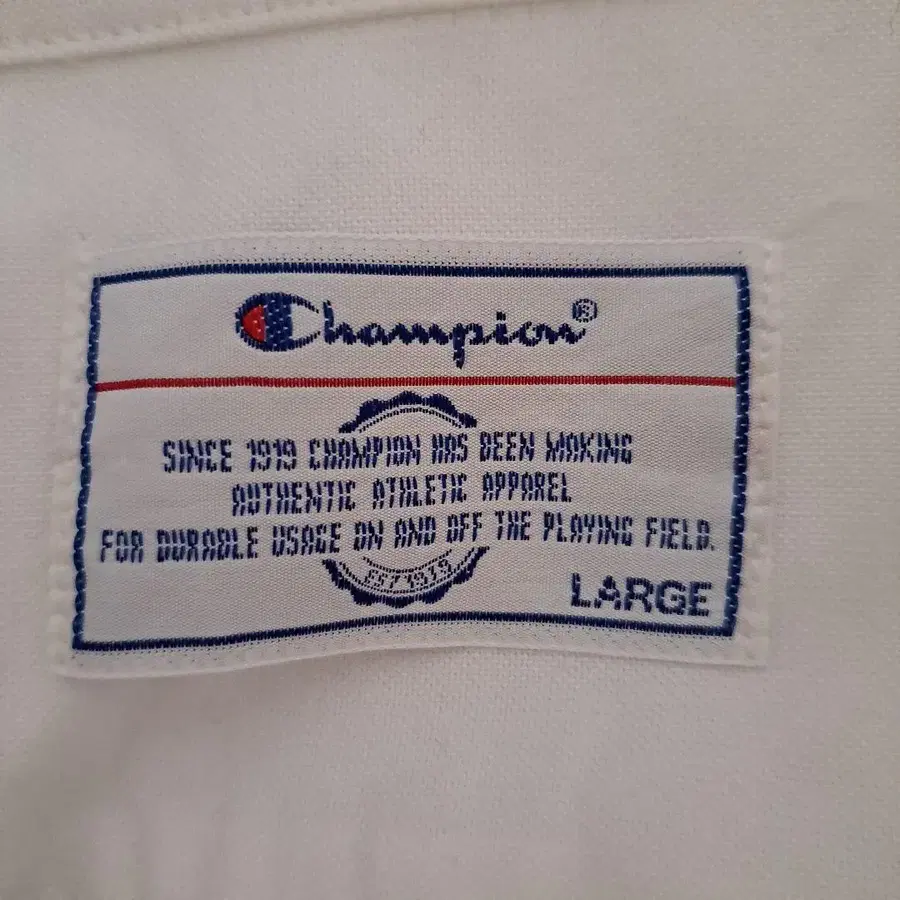 Champion®
SINCE 1919 CHAMPION HAS BEEN MAKING
AUTHENTIC ATHLETIC APPAREL
FOR DURABLE USAGE ON AND OFF THE PLAYING FIELD.
EST 1919
LARGE